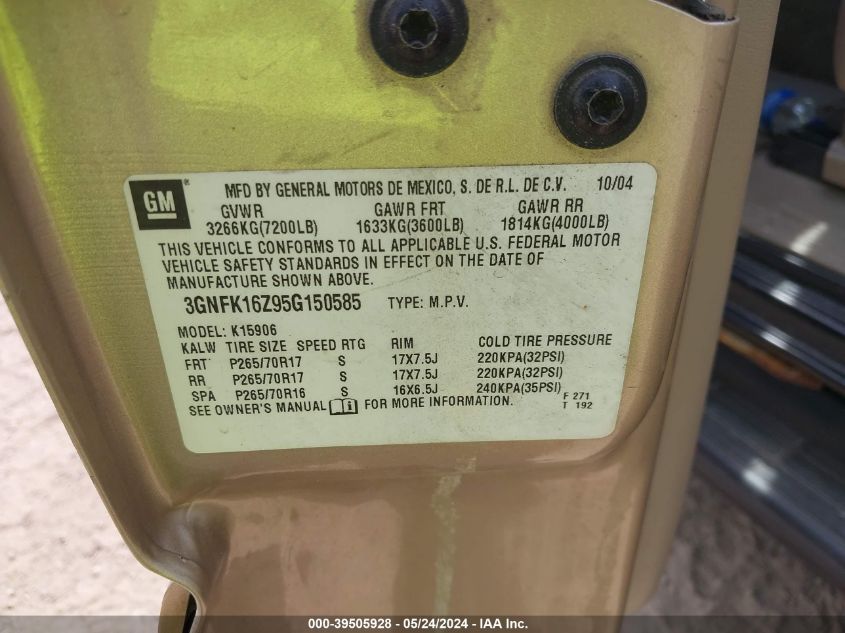 GM
MFD BY GENERAL MOTORS DE MEXICO, S. DE R.L. DE C.V. 10/04
GVWR GAWR FRT GAWR RR
3266KG(7200LB) 1633KG(3600LB) 1814KG(4000LB)
THIS VEHICLE CONFORMS TO ALL APPLICABLE U.S. FEDERAL MOTOR
VEHICLE SAFETY STANDARDS IN EFFECT ON THE DATE OF
MANUFACTURE SHOWN ABOVE.
3GNFK16Z95G150585 TYPE: M.P.V.
MODEL: K15906
KALW TIRE SIZE SPEED RTG RIM COLD TIRE PRESSURE
FRT P265/70R17 S 17X7.5J 220KPA(32PSI)
RR P265/70R17 S 17X7.5J 220KPA(32PSI)
SPA P265/70R16 S 16X6.5J 240KPA(35PSI)
SEE OWNER'S MANUAL FOR MORE INFORMATION. F 271
T 192
000-39505928 - 05/24/2024 - IAA Inc.